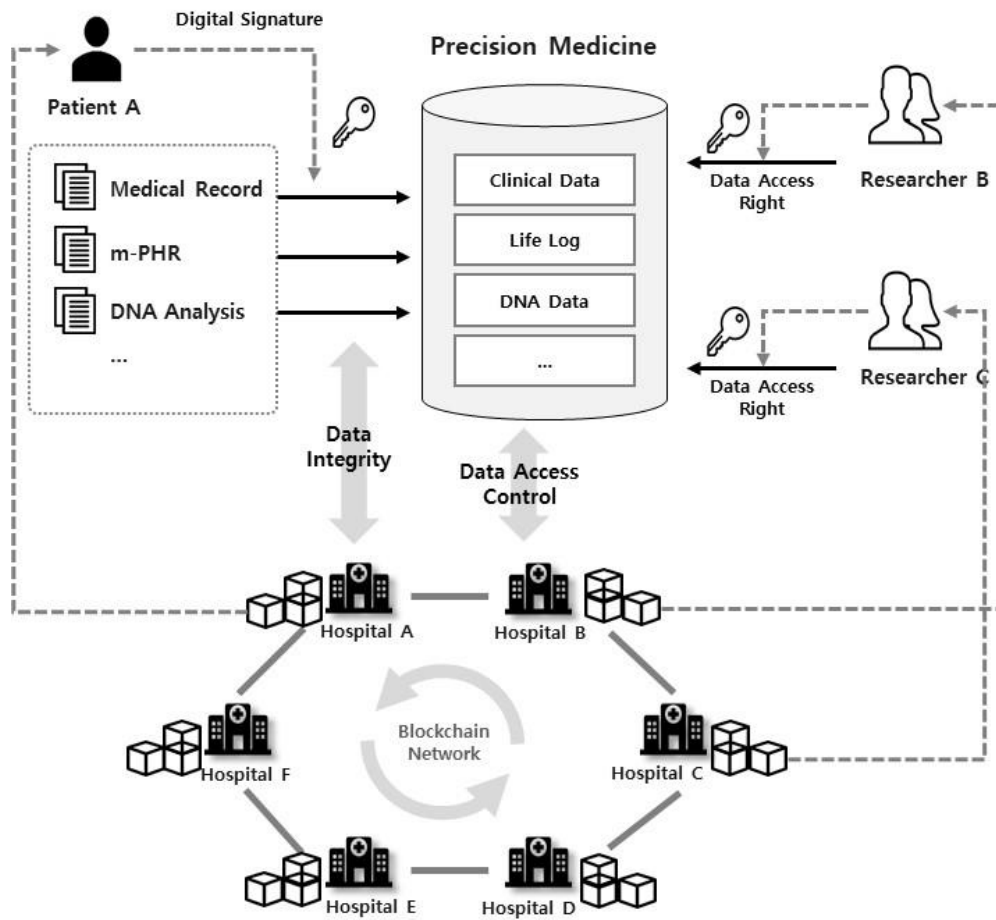 Digital Signature
Precision Medicine
Patient A
Medical Record
m-PHR
DNA Analysis
...
Clinical Data
Life Log
DNA Data
...
Data Access
Right
Researcher B
Data Access
Right
Researcher C
Data
Integrity
Data Access
Control
Hospital A
Hospital B
Blockchain
Network
Hospital F
Hospital C
Hospital E
Hospital D